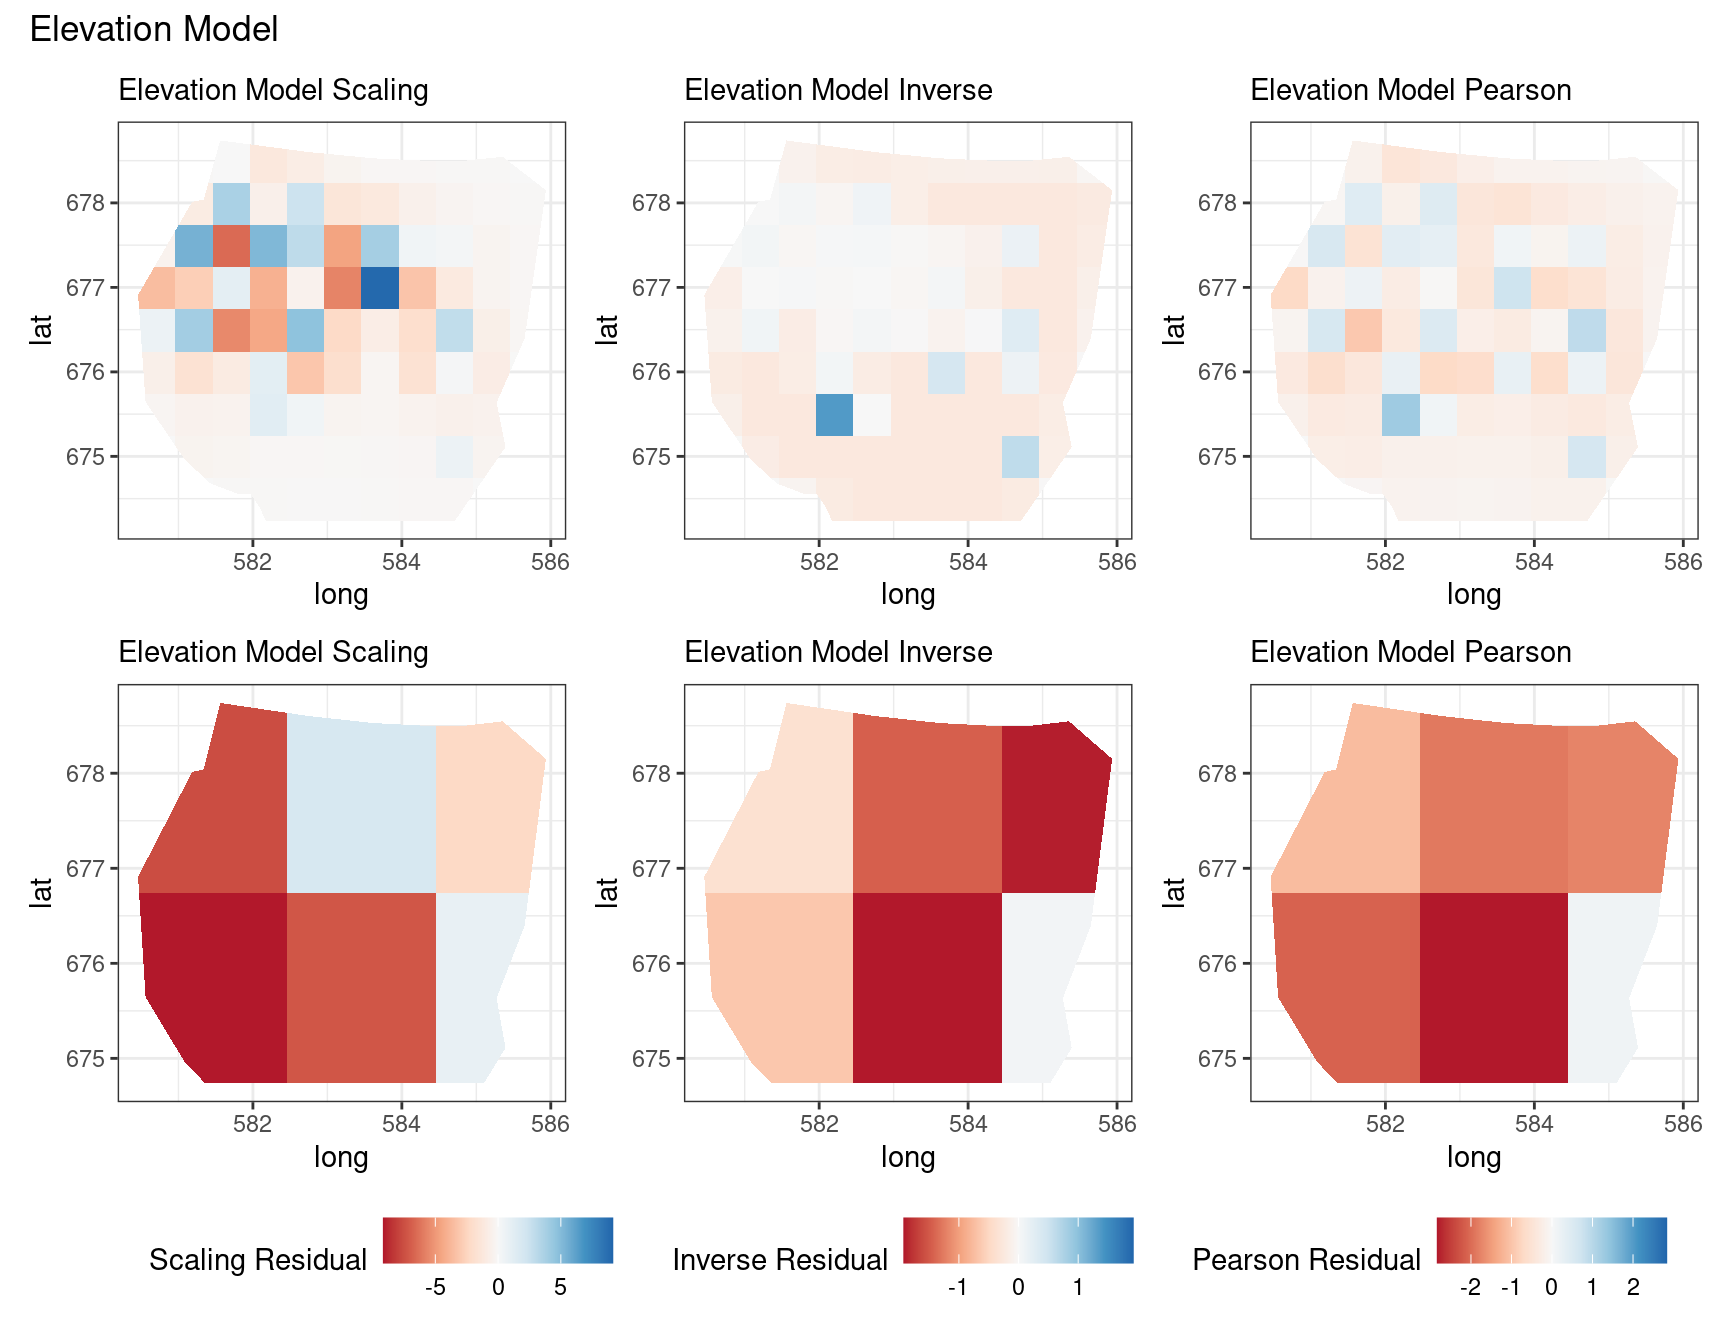 Elevation Model
Elevation Model Scaling
Elevation Model Inverse
Elevation Model Pearson
678
677
676
675
lat
582
584
586
long
678
677
676
675
lat
582
584
586
long
678
677
676
675
lat
582
584
586
long
Elevation Model Scaling
Elevation Model Inverse
Elevation Model Pearson
678
677
676
675
lat
582
584
586
long
678
677
676
675
lat
582
584
586
long
678
677
676
675
lat
582
584
586
long
Scaling Residual
-5 0 5
Inverse Residual
-1 0 1
Pearson Residual
-2 -1 0 1 2